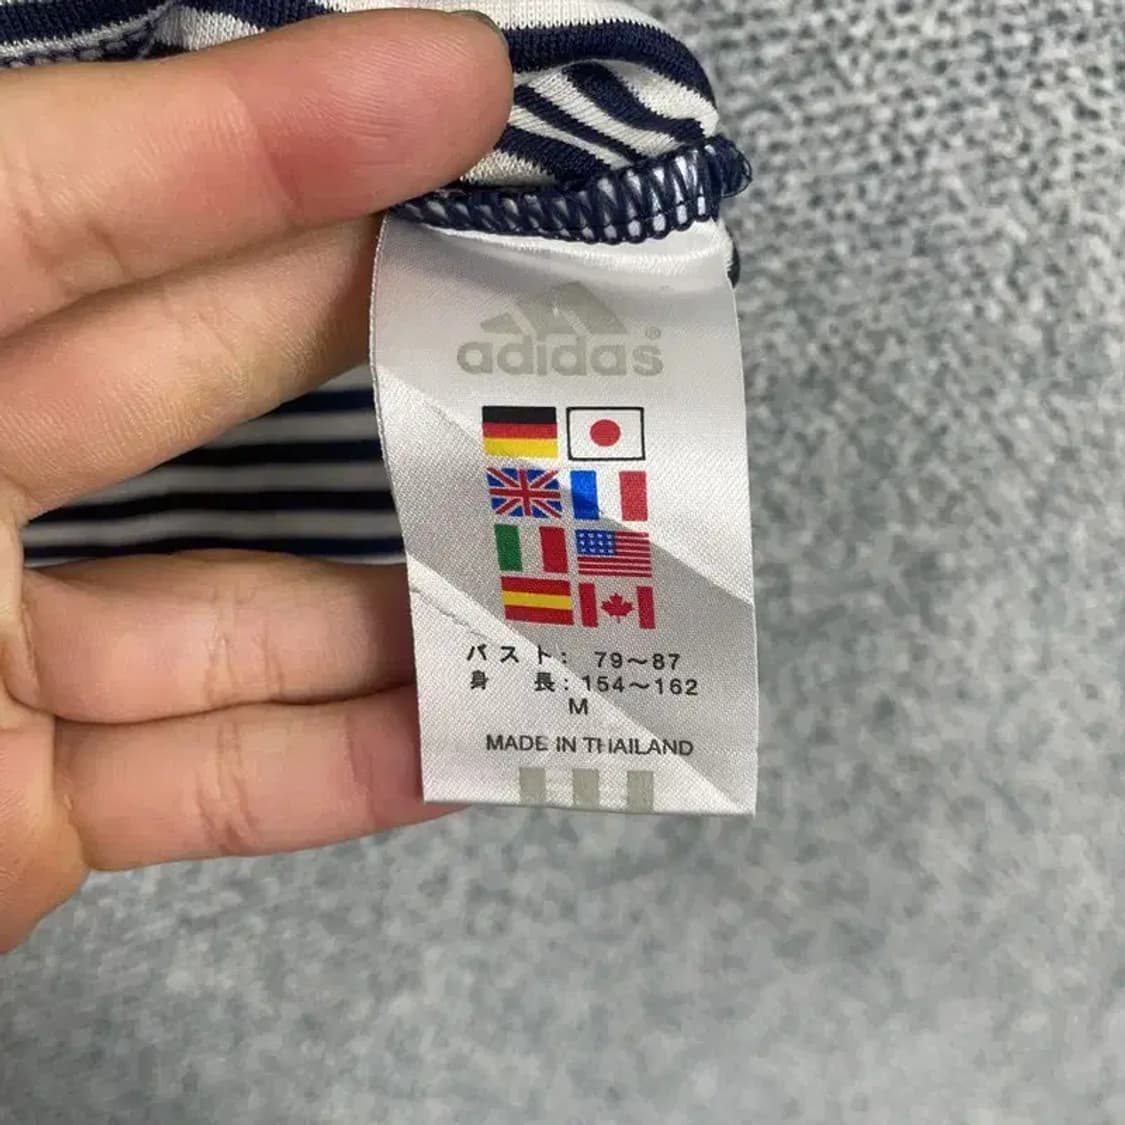 adidas®
バスト: 79～87
身 長: 154～162
M
MADE IN THAILAND